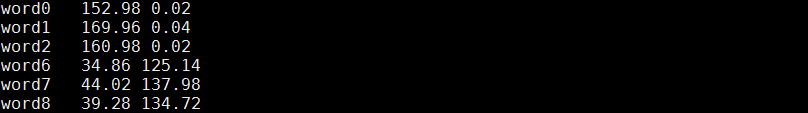 word0   152.98 0.02
word1   169.96 0.04
word2   160.98 0.02
word6   34.86 125.14
word7   44.02 137.98
word8   39.28 134.72